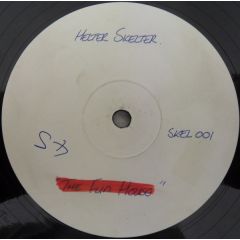 HELTER SKELTER.
SKEL 001
"THE FUN HOUSE"